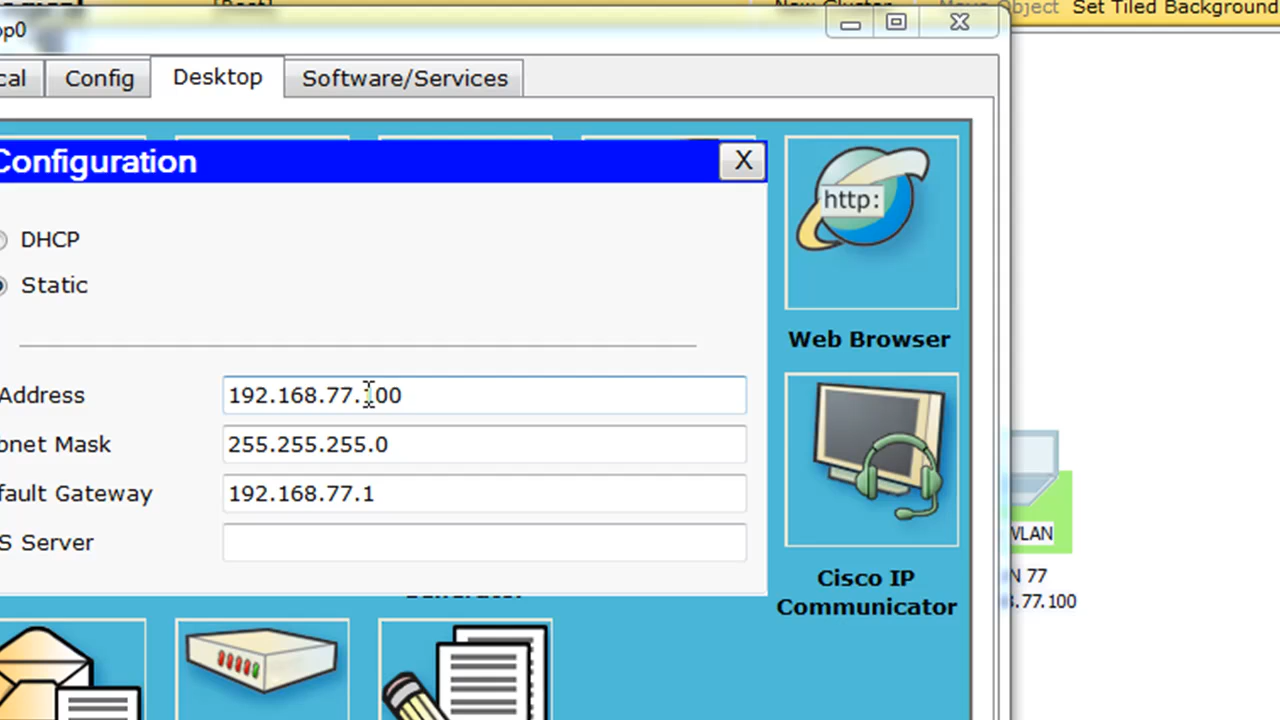 Set Tiled Background
op0
cal
Config
Desktop
Software/Services
Configuration
X
DHCP
Static
http:
Web Browser
Address
192.168.77.100
bnet Mask
255.255.255.0
fault Gateway
192.168.77.1
S Server
Cisco IP
Communicator
VLAN
N 77
.77.100